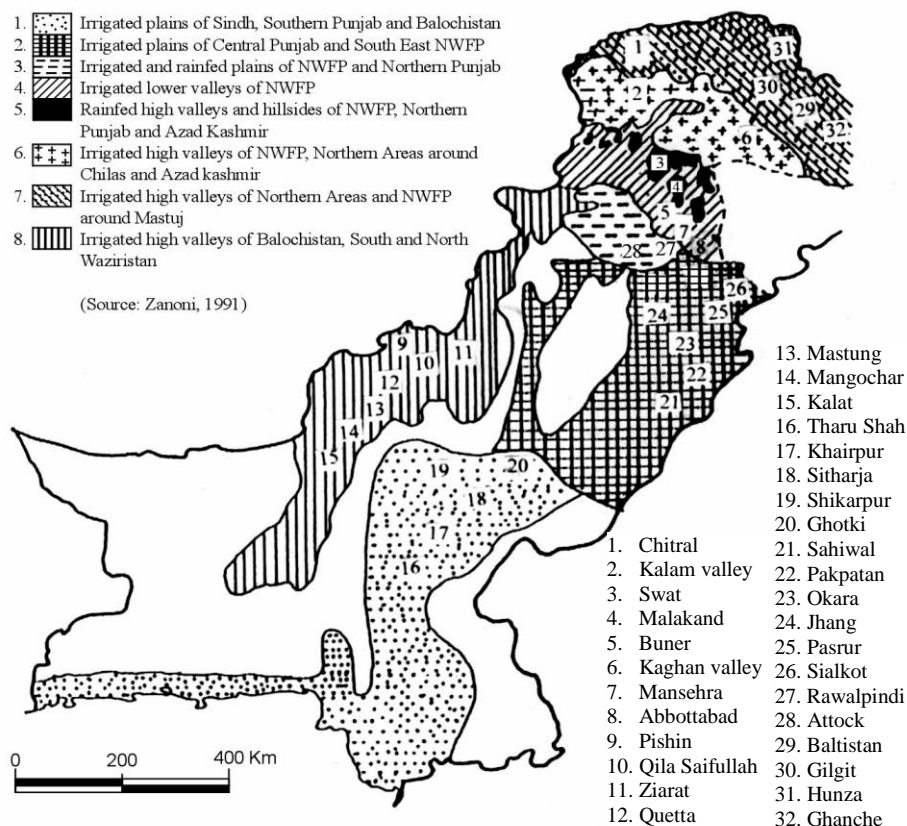 1. Irrigated plains of Sindh, Southern Punjab and Balochistan
2. Irrigated plains of Central Punjab and South East NWFP
3. Irrigated and rainfed plains of NWFP and Northern Punjab
4. Irrigated lower valleys of NWFP
5. Rainfed high valleys and hillsides of NWFP, Northern
Punjab and Azad Kashmir
6. Irrigated high valleys of NWFP, Northern Areas around
Chilas and Azad kashmir
7. Irrigated high valleys of Northern Areas and NWFP
around Mastuj
8. Irrigated high valleys of Balochistan, South and North
Waziristan
(Source: Zanoni, 1991)
1
31
2
30
29
32
6
3
4
5
7
28
27
8
26
24
25
23
22
21
9
10
11
12
13
14
15
19
20
18
17
16
0
200
400 Km
1. Chitral
2. Kalam valley
3. Swat
4. Malakand
5. Buner
6. Kaghan valley
7. Mansehra
8. Abbottabad
9. Pishin
10. Qila Saifullah
11. Ziarat
12. Quetta
13. Mastung
14. Mangochar
15. Kalat
16. Tharu Shah
17. Khairpur
18. Sitharja
19. Shikarpur
20. Ghotki
21. Sahiwal
22. Pakpatan
23. Okara
24. Jhang
25. Pasrur
26. Sialkot
27. Rawalpindi
28. Attock
29. Baltistan
30. Gilgit
31. Hunza
32. Ghanche